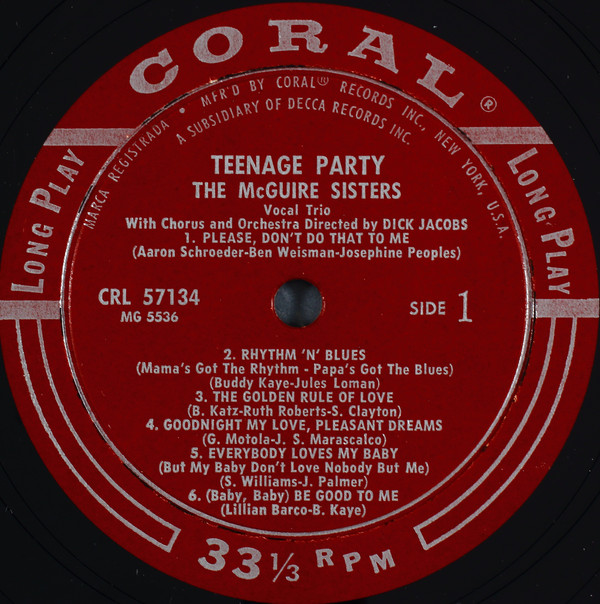 CORAL®
MARCA REGISTRADA • MFR'D BY CORAL® RECORDS INC., NEW YORK, U.S.A.
A SUBSIDIARY OF DECCA RECORDS INC.
LONG PLAY
LONG PLAY
TEENAGE PARTY
THE McGUIRE SISTERS
Vocal Trio
With Chorus and Orchestra Directed by DICK JACOBS
1. PLEASE, DON'T DO THAT TO ME
(Aaron Schroeder-Ben Weisman-Josephine Peoples)
CRL 57134
MG 5536
SIDE 1
2. RHYTHM 'N' BLUES
(Mama's Got The Rhythm - Papa's Got The Blues)
(Buddy Kaye-Jules Loman)
3. THE GOLDEN RULE OF LOVE
(B. Katz-Ruth Roberts-S. Clayton)
4. GOODNIGHT MY LOVE, PLEASANT DREAMS
(G. Motola-J. S. Marascalco)
5. EVERYBODY LOVES MY BABY
(But My Baby Don't Love Nobody But Me)
(S. Williams-J. Palmer)
6. (Baby, Baby) BE GOOD TO ME
(Lillian Barco-B. Kaye)
33 1/3 RPM